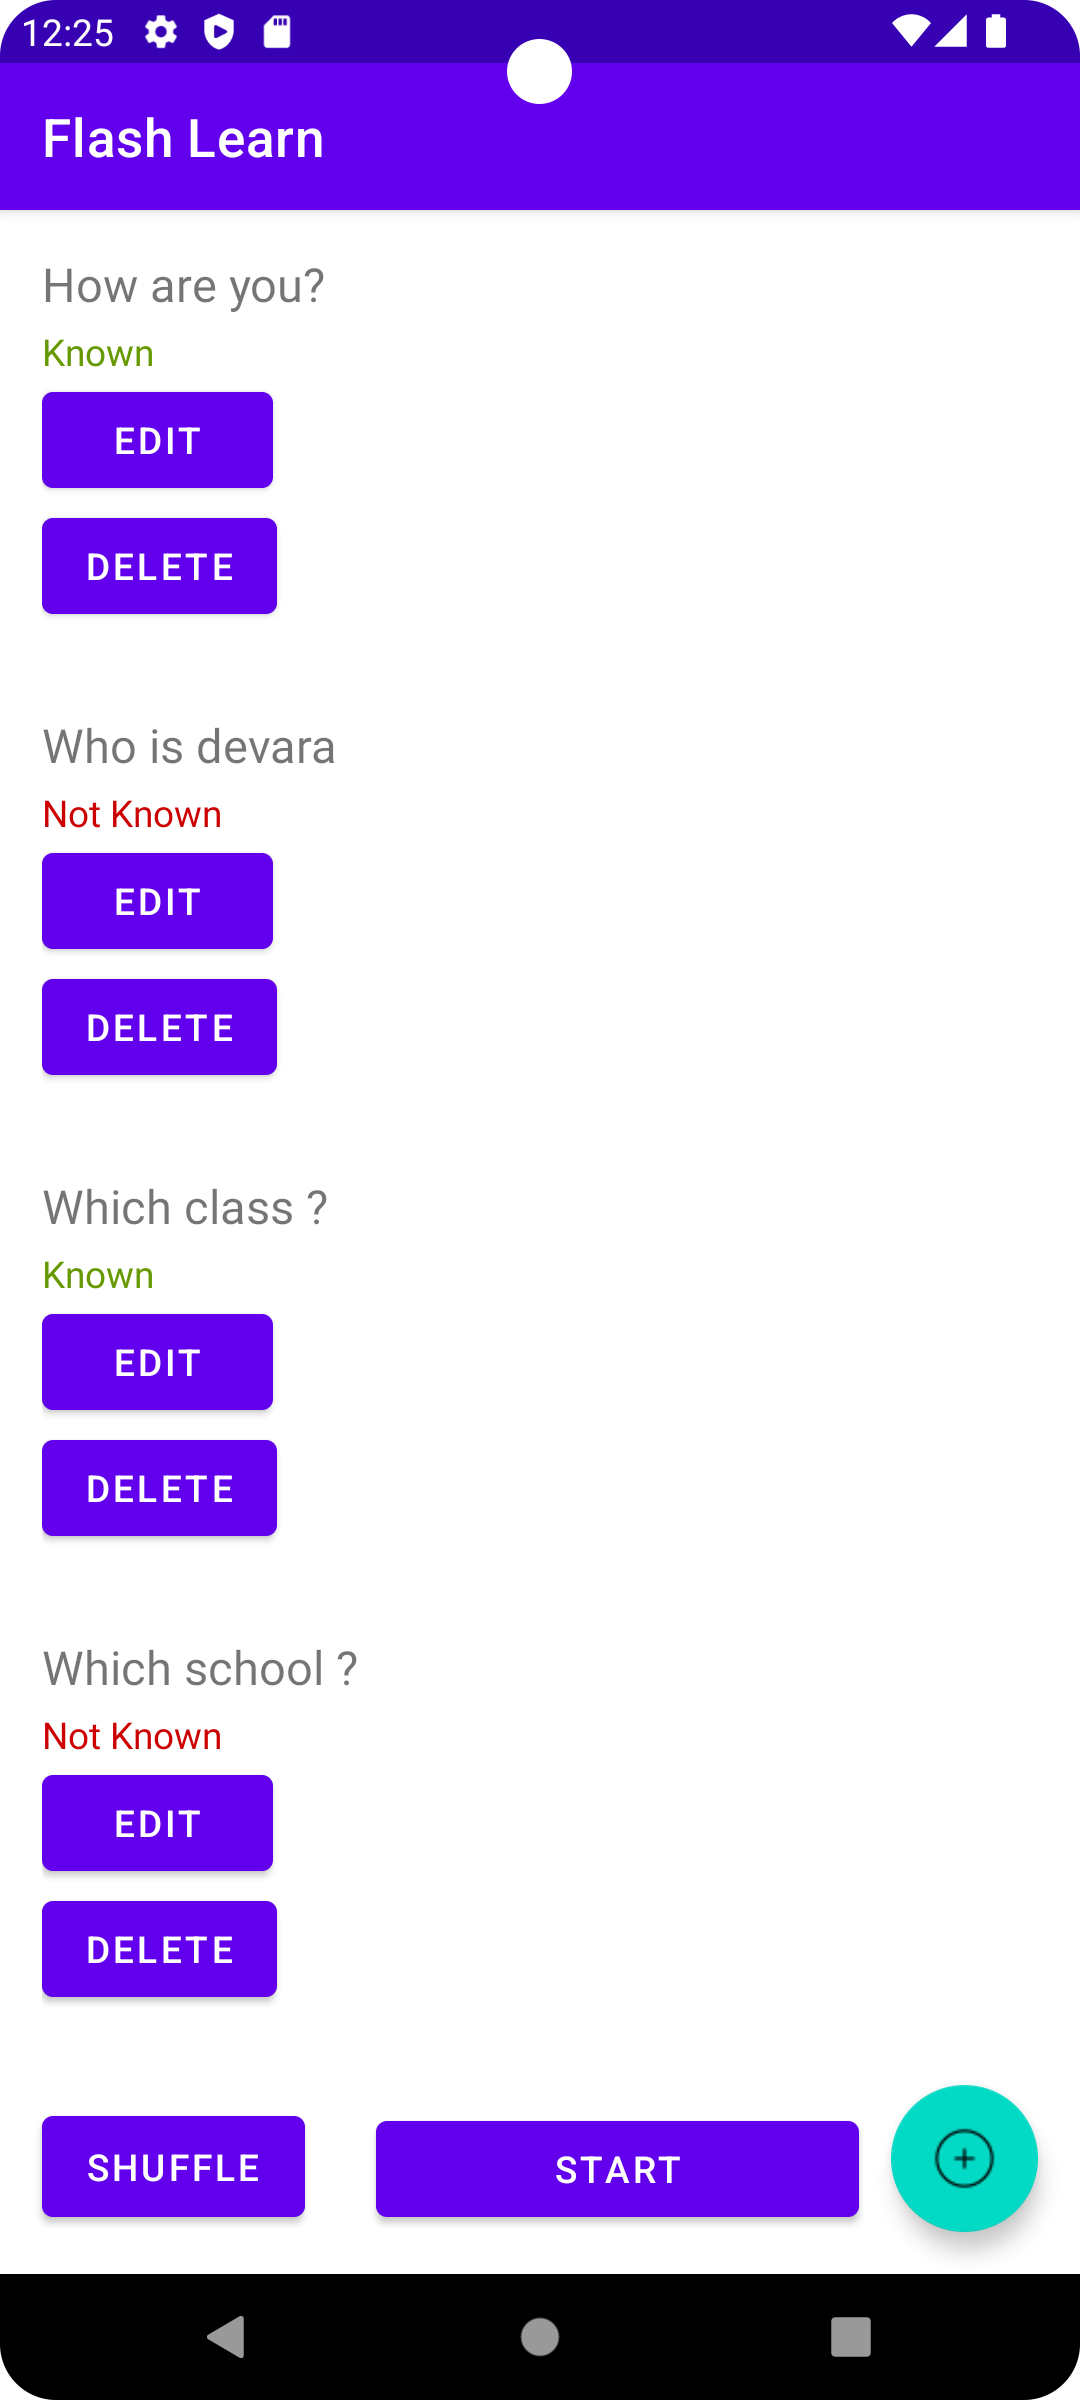 12:25
Flash Learn
How are you?
Known
EDIT
DELETE
Who is devara
Not Known
EDIT
DELETE
Which class ?
Known
EDIT
DELETE
Which school ?
Not Known
EDIT
DELETE
SHUFFLE
START